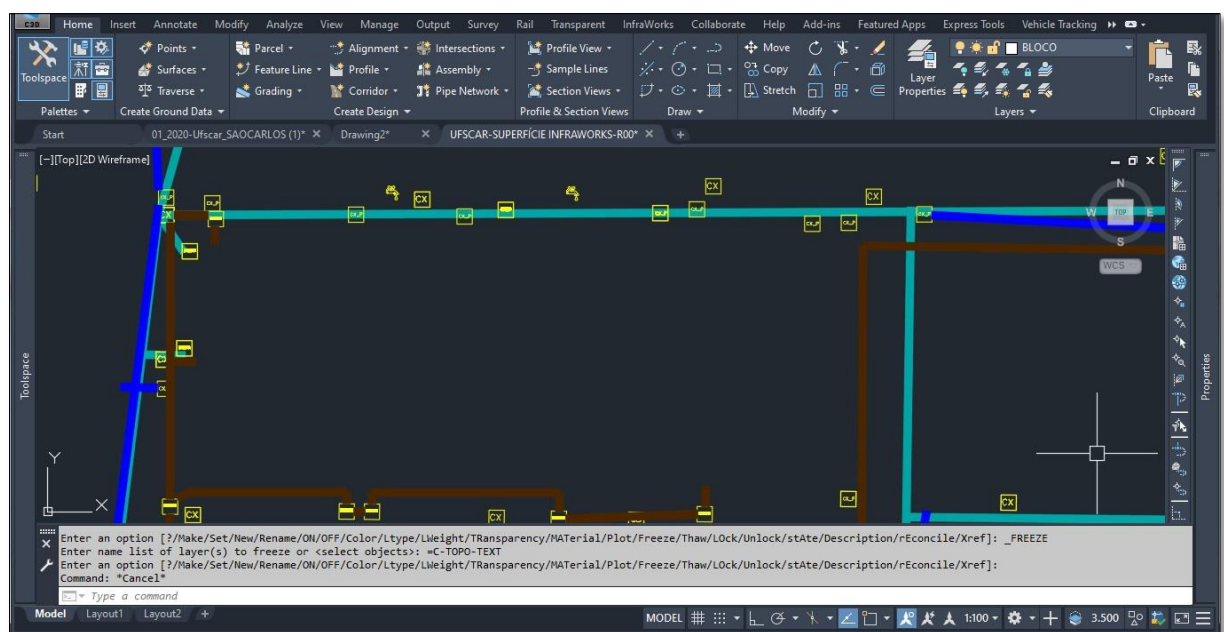 C3D Home Insert Annotate Modify Analyze View Manage Output Survey Rail Transparent InfraWorks Collaborate Help Add-ins Featured Apps Express Tools Vehicle Tracking
Toolspace Points Parcel Alignment Intersections Profile View Move BLOCO
Surfaces Feature Line Profile Assembly Sample Lines Copy Layer Properties Paste
Traverse Grading Corridor Pipe Network Section Views Stretch
Palettes Create Ground Data Create Design Profile & Section Views Draw Modify Layers Clipboard
Start 01_2020-Ufscar_SAOCARLOS (1)* Drawing2* UFSCAR-SUPERFÍCIE INFRAWORKS-R00*
[−][Top][2D Wireframe]
N
CX
CX
CX
W TOP E
CX
S
WCS
Toolspace
Properties
Y
X
CX
CX
CX
Enter an option [?/Make/Set/New/Rename/ON/OFF/Color/Ltype/LWeight/TRansparency/MATerial/Plot/Freeze/Thaw/LOck/Unlock/stAte/Description/rEconcile/Xref]: _FREEZE
Enter name list of layer(s) to freeze or <select objects>: =C-TOPO-TEXT
Enter an option [?/Make/Set/New/Rename/ON/OFF/Color/Ltype/LWeight/TRansparency/MATerial/Plot/Freeze/Thaw/LOck/Unlock/stAte/Description/rEconcile/Xref]:
Command: *Cancel*
Type a command
Model Layout1 Layout2 + MODEL 1:100 3.500